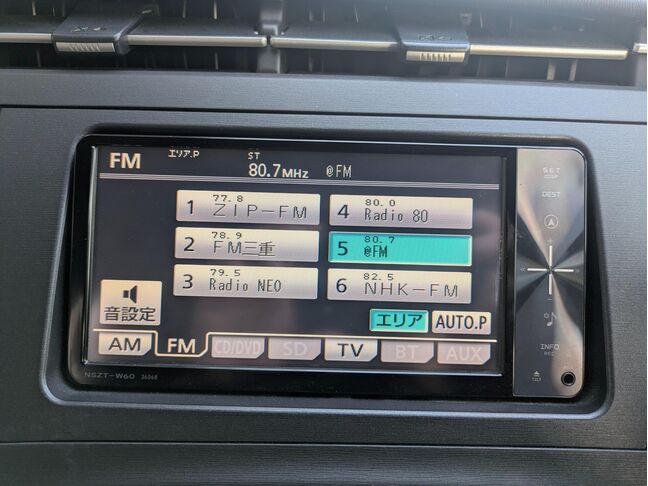 FM
エリア.P
ST
80.7MHz @FM
1 77.8 ZIP-FM
2 78.9 FM三重
3 79.5 Radio NEO
4 80.0 Radio 80
5 80.7 @FM
6 82.5 NHK-FM
音設定
エリア AUTO.P
AM FM CD/DVD SD TV BT AUX
NSZT-W60 36068
DEST
INFO
TILT